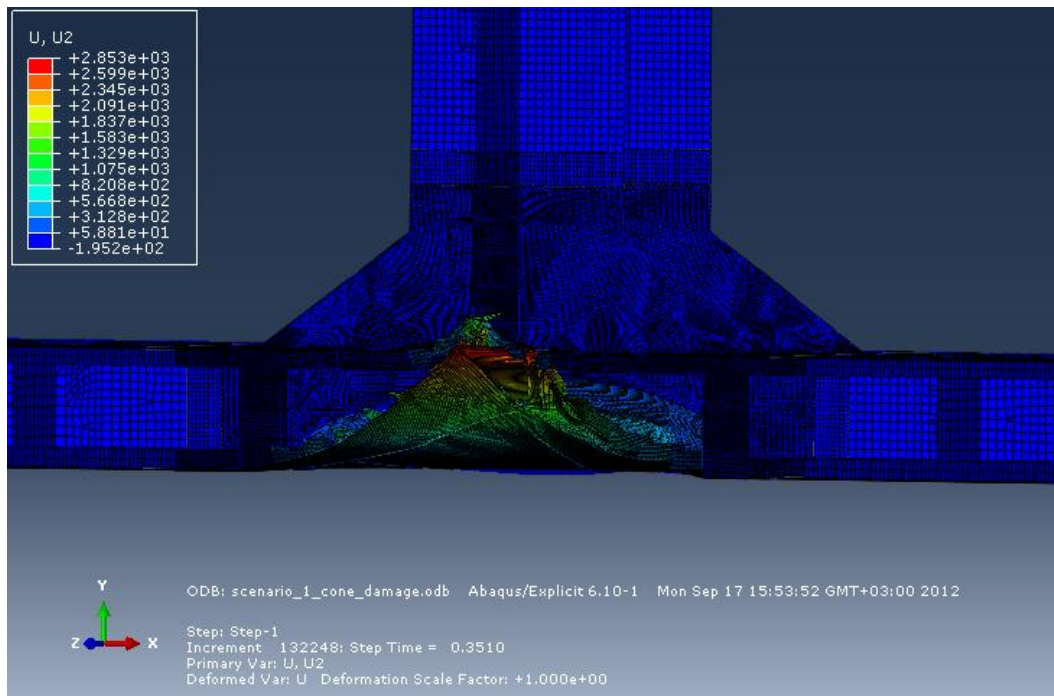 U, U2
+2.853e+03
+2.599e+03
+2.345e+03
+2.091e+03
+1.837e+03
+1.583e+03
+1.329e+03
+1.075e+03
+8.208e+02
+5.668e+02
+3.128e+02
+5.881e+01
-1.952e+02
Y
Z X
ODB: scenario_1_cone_damage.odb Abaqus/Explicit 6.10-1 Mon Sep 17 15:53:52 GMT+03:00 2012
Step: Step-1
Increment 132248: Step Time = 0.3510
Primary Var: U, U2
Deformed Var: U Deformation Scale Factor: +1.000e+00